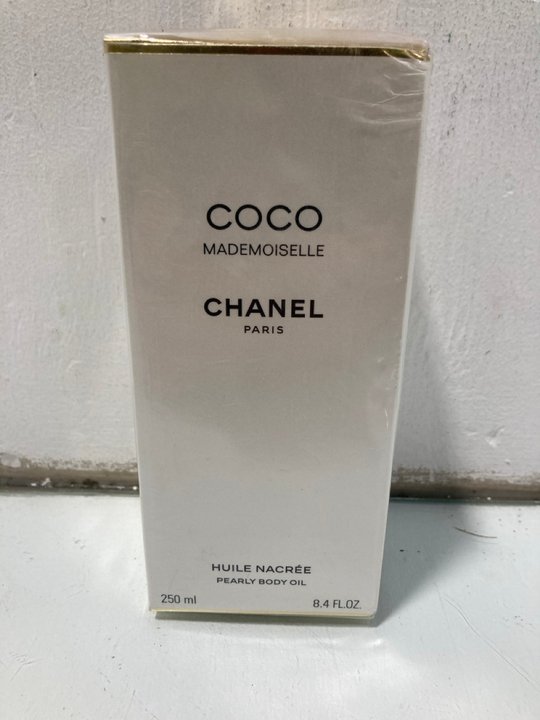 COCO
MADEMOISELLE
CHANEL
PARIS
HUILE NACRÉE
PEARLY BODY OIL
250 ml 8.4 FL.OZ.